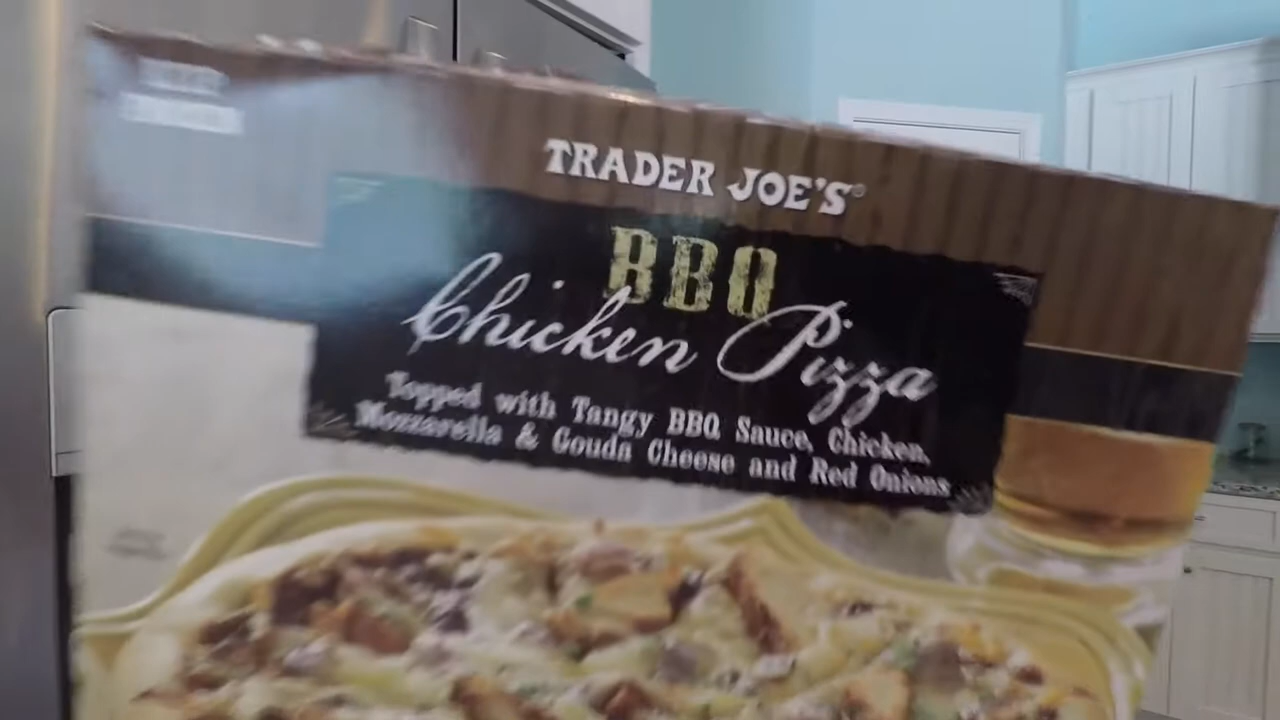 TRADER JOE'S®
BBQ
Chicken Pizza
Topped with Tangy BBQ Sauce, Chicken,
Mozzarella & Gouda Cheese and Red Onions